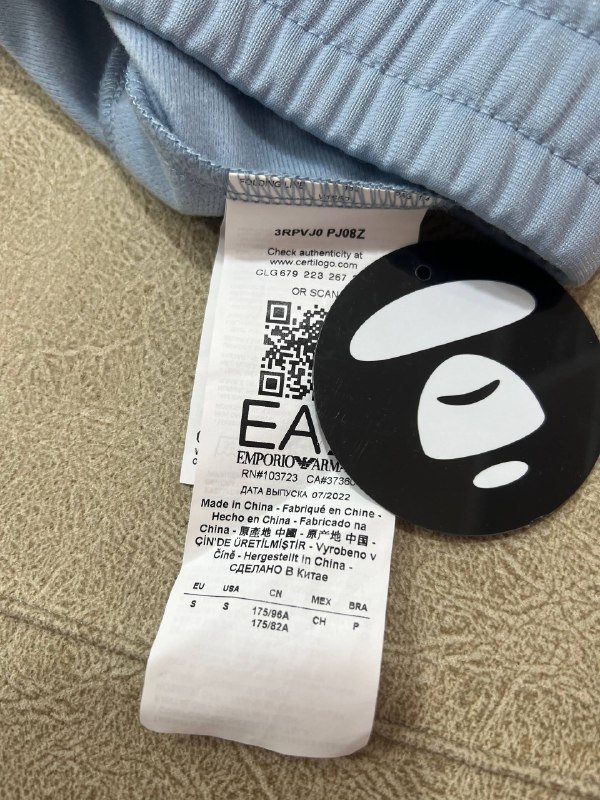 FOLDING LINE
3RPVJ0 PJ08Z
Check authenticity at
www.certilogo.com
CLG 679 223 267
OR SCAN
EA
EMPORIO ARMA
RN#103723 CA#37360
ДАТА ВЫПУСКА 07/2022
Made in China - Fabriqué en Chine -
Hecho en China - Fabricado na
China - 原產地 中國 - 原产地 中国 -
ÇİN'DE ÜRETİLMİŞTİR - Vyrobeno v
Číně - Hergestellt in China -
СДЕЛАНО В Китае
EU USA CN MEX BRA
S S 175/96A CH P
175/82A